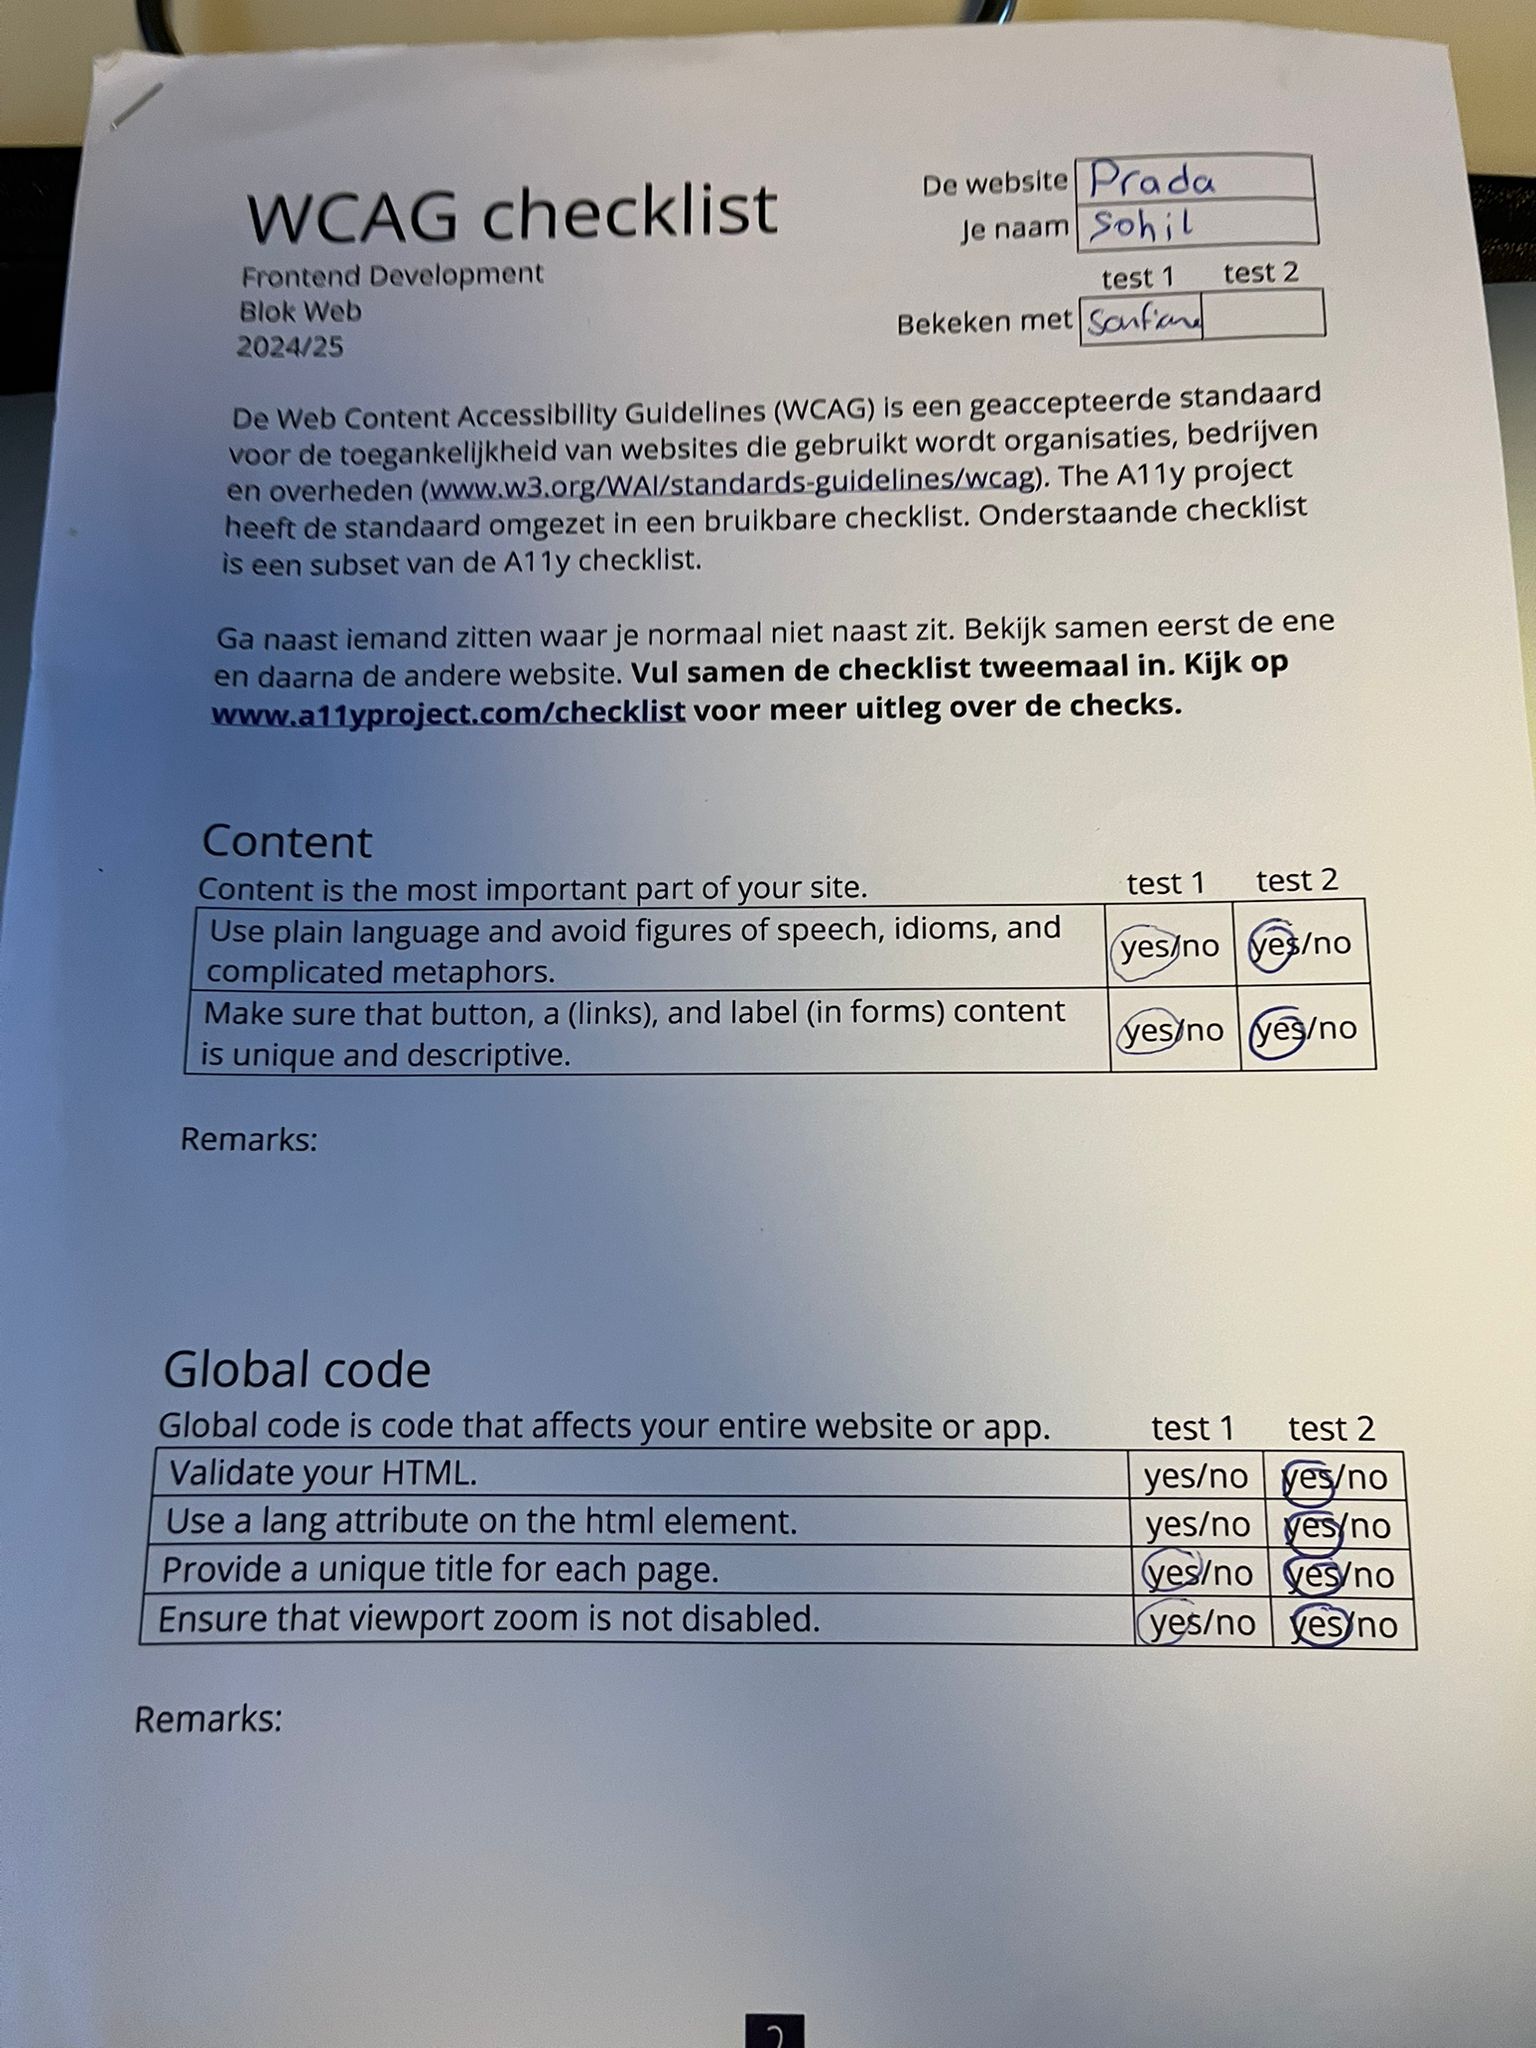 WCAG checklist
Frontend Development
Blok Web
2024/25
De website Prada
Je naam Sohil
test 1 test 2
Bekeken met
De Web Content Accessibility Guidelines (WCAG) is een geaccepteerde standaard
voor de toegankelijkheid van websites die gebruikt wordt organisaties, bedrijven
en overheden (www.w3.org/WAI/standards-guidelines/wcag). The A11y project
heeft de standaard omgezet in een bruikbare checklist. Onderstaande checklist
is een subset van de A11y checklist.
Ga naast iemand zitten waar je normaal niet naast zit. Bekijk samen eerst de ene
en daarna de andere website. Vul samen de checklist tweemaal in. Kijk op
www.a11yproject.com/checklist voor meer uitleg over de checks.
Content
Content is the most important part of your site. test 1 test 2
Use plain language and avoid figures of speech, idioms, and
complicated metaphors. yes/no yes/no
Make sure that button, a (links), and label (in forms) content
is unique and descriptive. yes/no yes/no
Remarks:
Global code
Global code is code that affects your entire website or app. test 1 test 2
Validate your HTML. yes/no yes/no
Use a lang attribute on the html element. yes/no yes/no
Provide a unique title for each page. yes/no yes/no
Ensure that viewport zoom is not disabled. yes/no yes/no
Remarks: